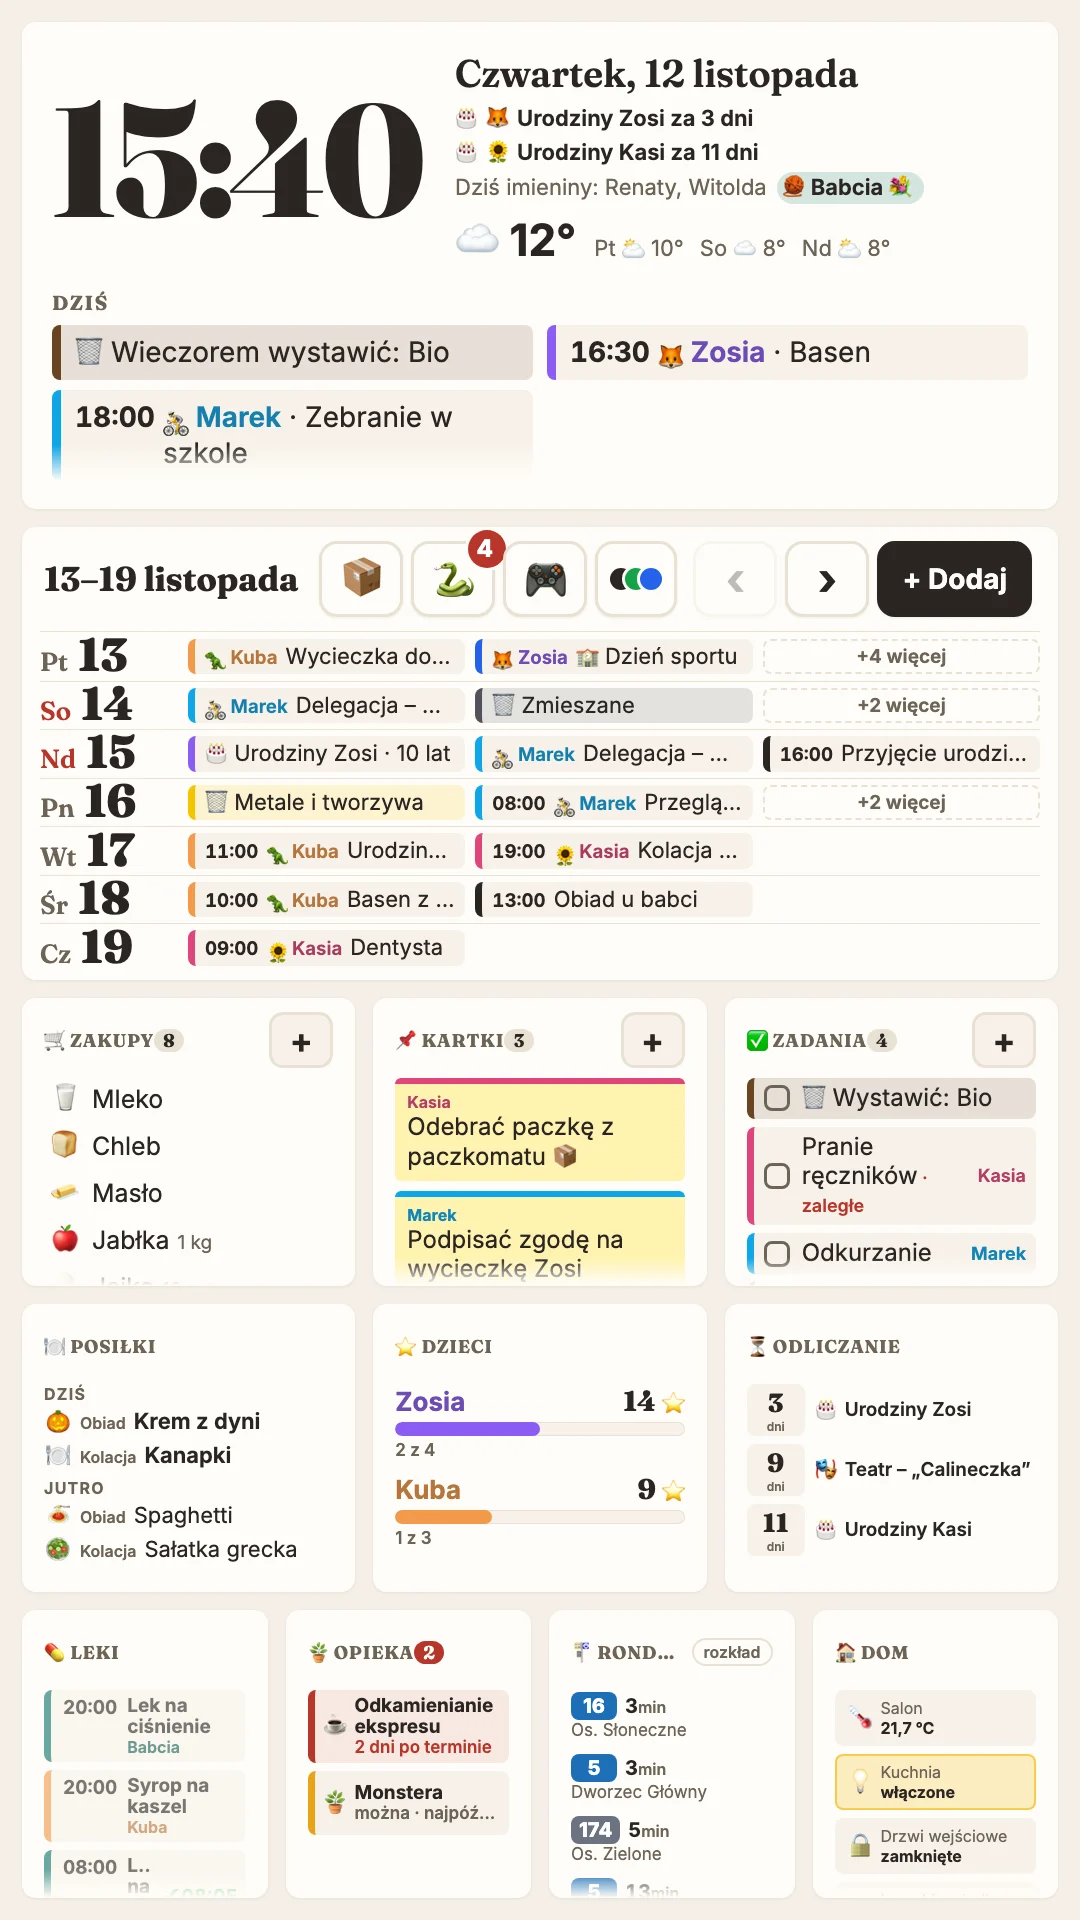 15:40
Czwartek, 12 listopada
Urodziny Zosi za 3 dni
Urodziny Kasi za 11 dni
Dziś imieniny: Renaty, Witolda Babcia
12° Pt 10° So 8° Nd 8°
DZIŚ
Wieczorem wystawić: Bio
16:30 Zosia · Basen
18:00 Marek · Zebranie w
szkole
13–19 listopada
4
‹
›
+ Dodaj
Pt 13 Kuba Wycieczka do... Zosia Dzień sportu +4 więcej
So 14 Marek Delegacja – ... Zmieszane +2 więcej
Nd 15 Urodziny Zosi · 10 lat Marek Delegacja – ... 16:00 Przyjęcie urodzi...
Pn 16 Metale i tworzywa 08:00 Marek Przeglą... +2 więcej
Wt 17 11:00 Kuba Urodzin... 19:00 Kasia Kolacja ...
Śr 18 10:00 Kuba Basen z ... 13:00 Obiad u babci
Cz 19 09:00 Kasia Dentysta
ZAKUPY 8 +
Mleko
Chleb
Masło
Jabłka 1 kg
KARTKI 3 +
Kasia
Odebrać paczkę z
paczkomatu
Marek
Podpisać zgodę na
wycieczkę Zosi
ZADANIA 4 +
Wystawić: Bio
Pranie
ręczników · Kasia
zaległe
Odkurzanie Marek
POSIŁKI
DZIŚ
Obiad Krem z dyni
Kolacja Kanapki
JUTRO
Obiad Spaghetti
Kolacja Sałatka grecka
DZIECI
Zosia 14
2 z 4
Kuba 9
1 z 3
ODLICZANIE
3
dni
Urodziny Zosi
9
dni
Teatr – „Calineczka”
11
dni
Urodziny Kasi
LEKI
20:00 Lek na
ciśnienie
Babcia
20:00 Syrop na
kaszel
Kuba
08:00 L..
na
OPIEKA 2
Odkamienianie
ekspresu
2 dni po terminie
Monstera
można · najpóź...
ROND... rozkład
16 3min
Os. Słoneczne
5 3min
Dworzec Główny
174 5min
Os. Zielone
5 13min
DOM
Salon
21,7 °C
Kuchnia
włączone
Drzwi wejściowe
zamknięte